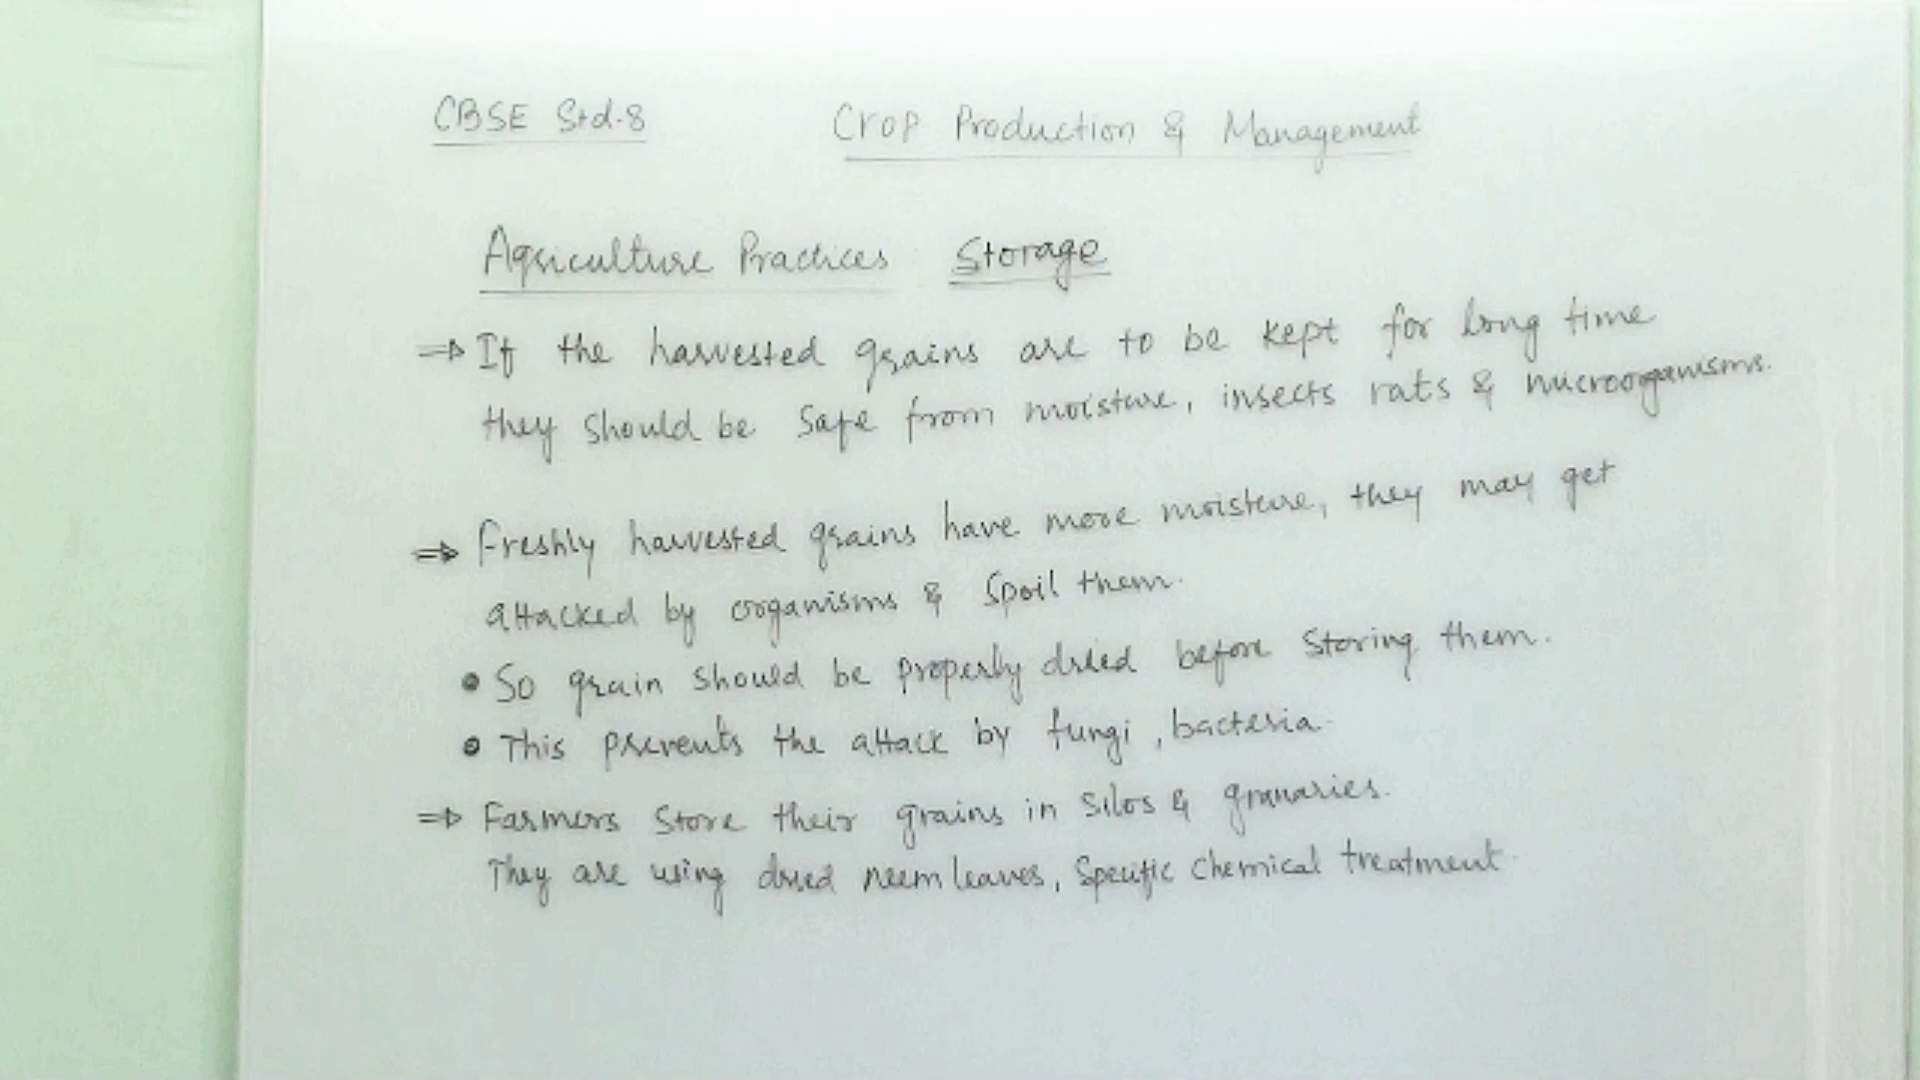 CBSE Std-8 Crop Production & Management
Agriculture Practices Storage
⇒ If the harvested grains are to be kept for long time
they should be safe from moisture, insects rats & microorganisms.
⇒ Freshly harvested grains have more moisture, they may get
attacked by organisms & spoil them.
• So grain should be properly dried before storing them.
• This prevents the attack by fungi, bacteria.
⇒ Farmers store their grains in silos & granaries.
They are using dried neem leaves, specific chemical treatment.